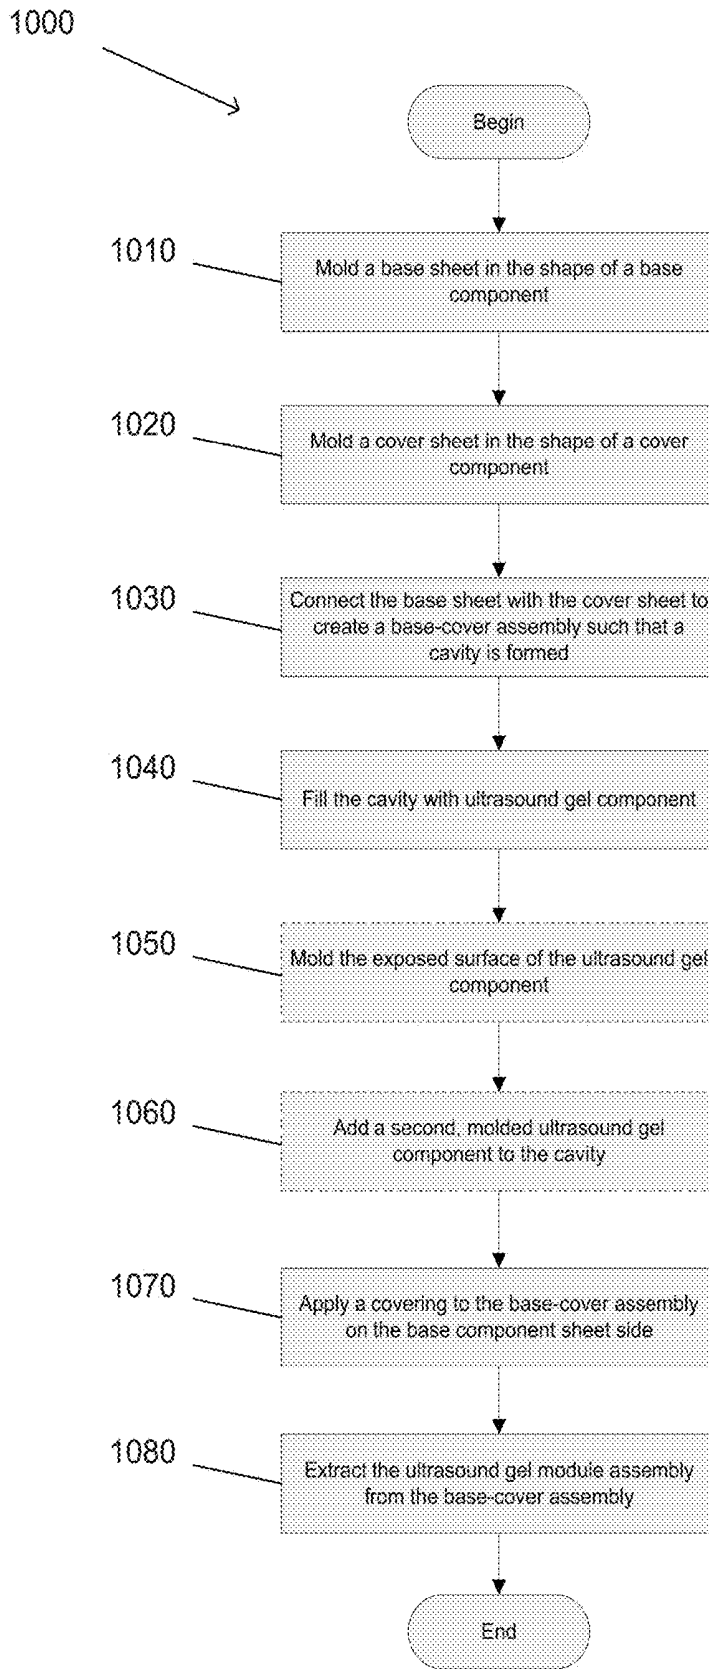 1000
Begin
1010
Mold a base sheet in the shape of a base
component
1020
Mold a cover sheet in the shape of a cover
component
1030
Connect the base sheet with the cover sheet to
create a base-cover assembly such that a
cavity is formed
1040
Fill the cavity with ultrasound gel component
1050
Mold the exposed surface of the ultrasound gel
component
1060
Add a second, molded ultrasound gel
component to the cavity
1070
Apply a covering to the base-cover assembly
on the base component sheet side
1080
Extract the ultrasound gel module assembly
from the base-cover assembly
End